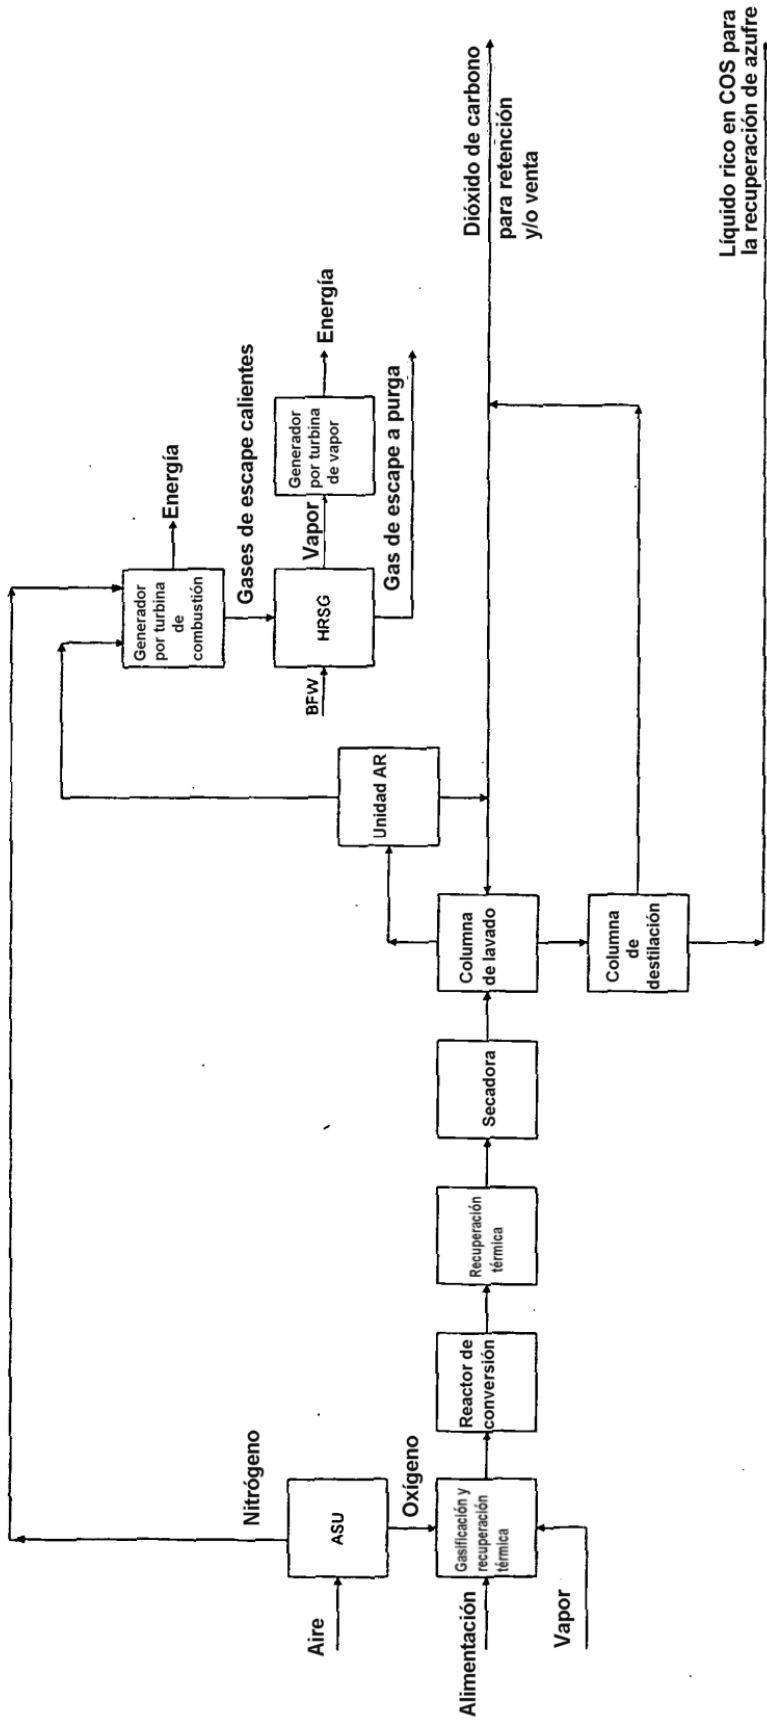 Nitrógeno
Aire
ASU
Oxígeno
Alimentación
Vapor
Gasificación y
recuperación
térmica
Reactor de
conversión
Recuperación
térmica
Secadora
Columna
de lavado
Columna
de
destilación
Unidad AR
Generador
por turbina
de
combustión
Energía
Gases de escape calientes
BFW
HRSG
Vapor
Generador
por turbina
de vapor
Energía
Gas de escape a purga
Dióxido de carbono
para retención
y/o venta
Líquido rico en COS para
la recuperación de azufre